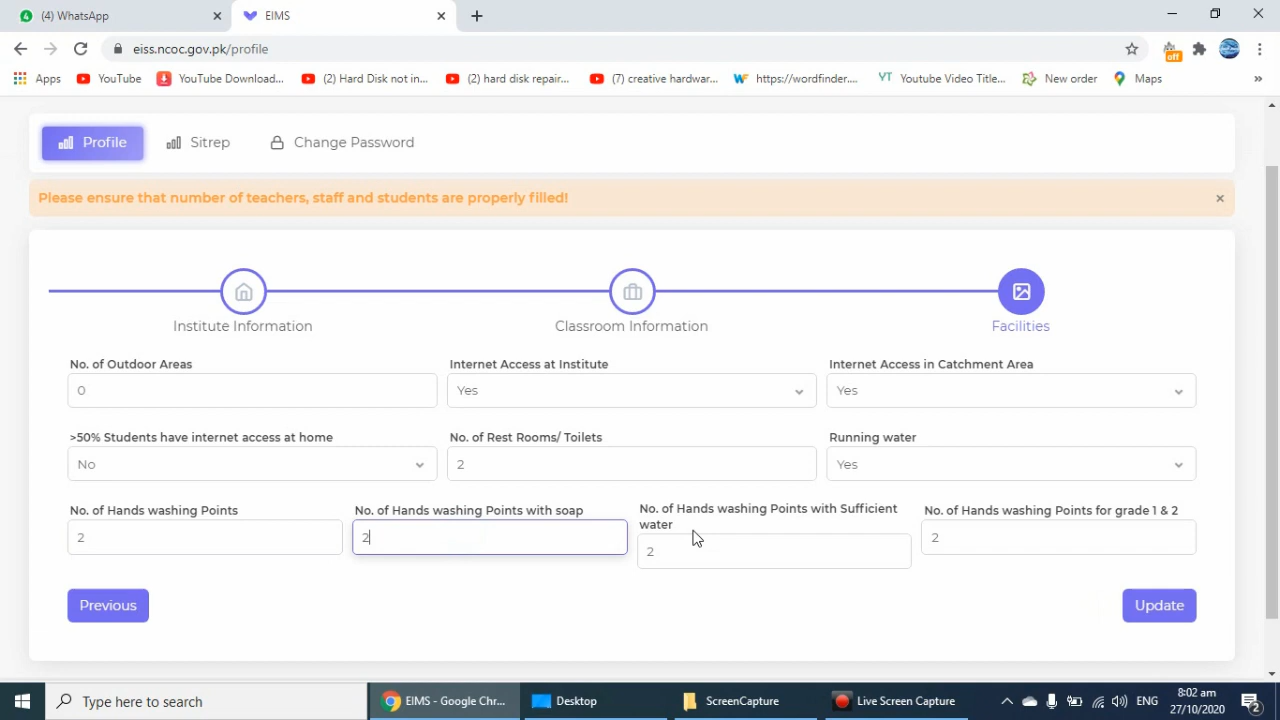 4 (4) WhatsApp
EIMS
eiss.ncoc.gov.pk/profile
off
Apps
YouTube
YouTube Download...
(2) Hard Disk not in...
(2) hard disk repair...
(7) creative hardwar...
WF https://wordfinder....
YT Youtube Video Title...
New order
Maps
»
Profile
Sitrep
Change Password
Please ensure that number of teachers, staff and students are properly filled!
×
Institute Information
Classroom Information
Facilities
No. of Outdoor Areas
Internet Access at Institute
Internet Access in Catchment Area
0
Yes
Yes
>50% Students have internet access at home
No. of Rest Rooms/ Toilets
Running water
No
2
Yes
No. of Hands washing Points
No. of Hands washing Points with soap
No. of Hands washing Points with Sufficient
water
No. of Hands washing Points for grade 1 & 2
2
2
2
2
Previous
Update
Type here to search
EIMS - Google Chr...
Desktop
ScreenCapture
Live Screen Capture
ENG
8:02 am
27/10/2020
2